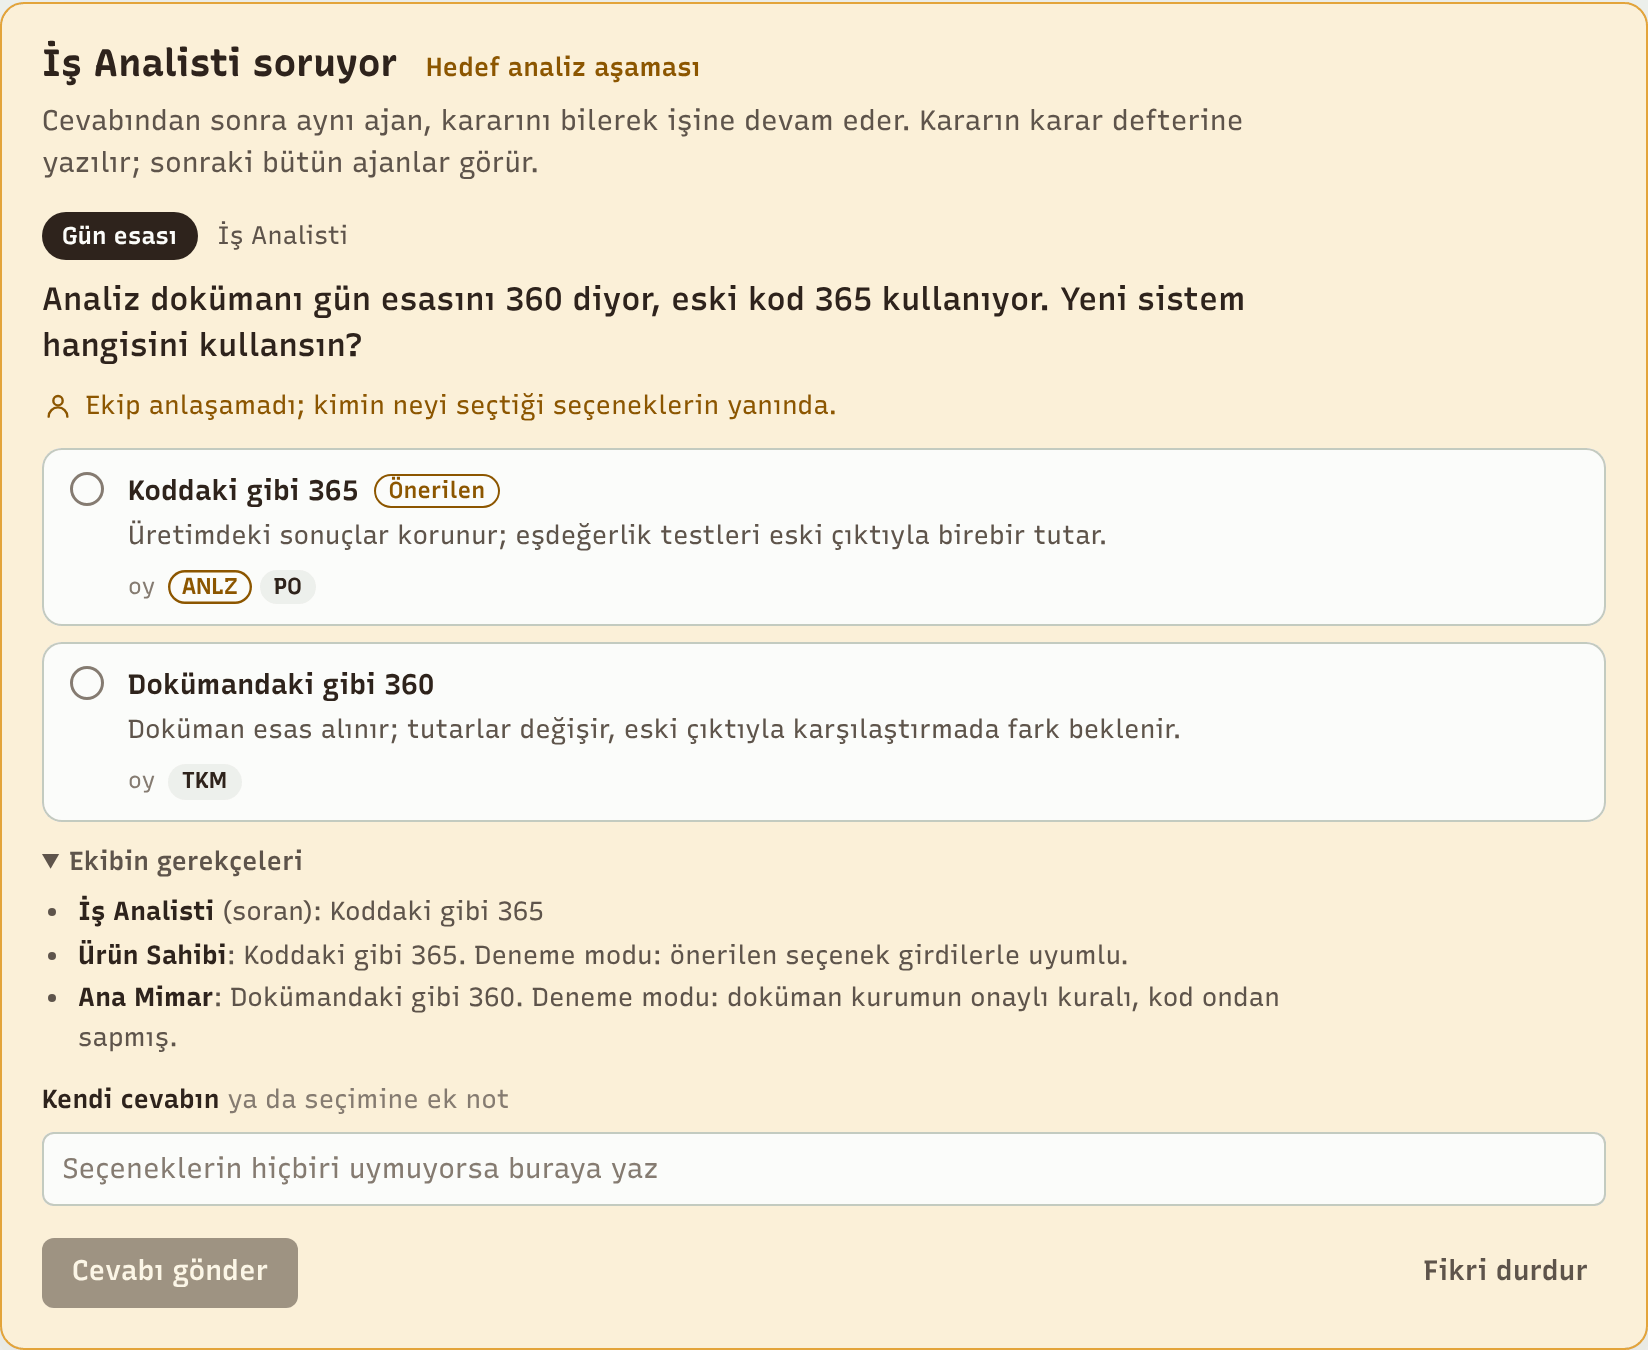 İş Analisti soruyor Hedef analiz aşaması
Cevabından sonra aynı ajan, kararını bilerek işine devam eder. Kararın karar defterine
yazılır; sonraki bütün ajanlar görür.
Gün esası İş Analisti
Analiz dokümanı gün esasını 360 diyor, eski kod 365 kullanıyor. Yeni sistem
hangisini kullansın?
Ekip anlaşamadı; kimin neyi seçtiği seçeneklerin yanında.
Koddaki gibi 365 Önerilen
Üretimdeki sonuçlar korunur; eşdeğerlik testleri eski çıktıyla birebir tutar.
oy ANLZ PO
Dokümandaki gibi 360
Doküman esas alınır; tutarlar değişir, eski çıktıyla karşılaştırmada fark beklenir.
oy TKM
▼ Ekibin gerekçeleri
• İş Analisti (soran): Koddaki gibi 365
• Ürün Sahibi: Koddaki gibi 365. Deneme modu: önerilen seçenek girdilerle uyumlu.
• Ana Mimar: Dokümandaki gibi 360. Deneme modu: doküman kurumun onaylı kuralı, kod ondan
sapmış.
Kendi cevabın ya da seçimine ek not
Seçeneklerin hiçbiri uymuyorsa buraya yaz
Cevabı gönder Fikri durdur